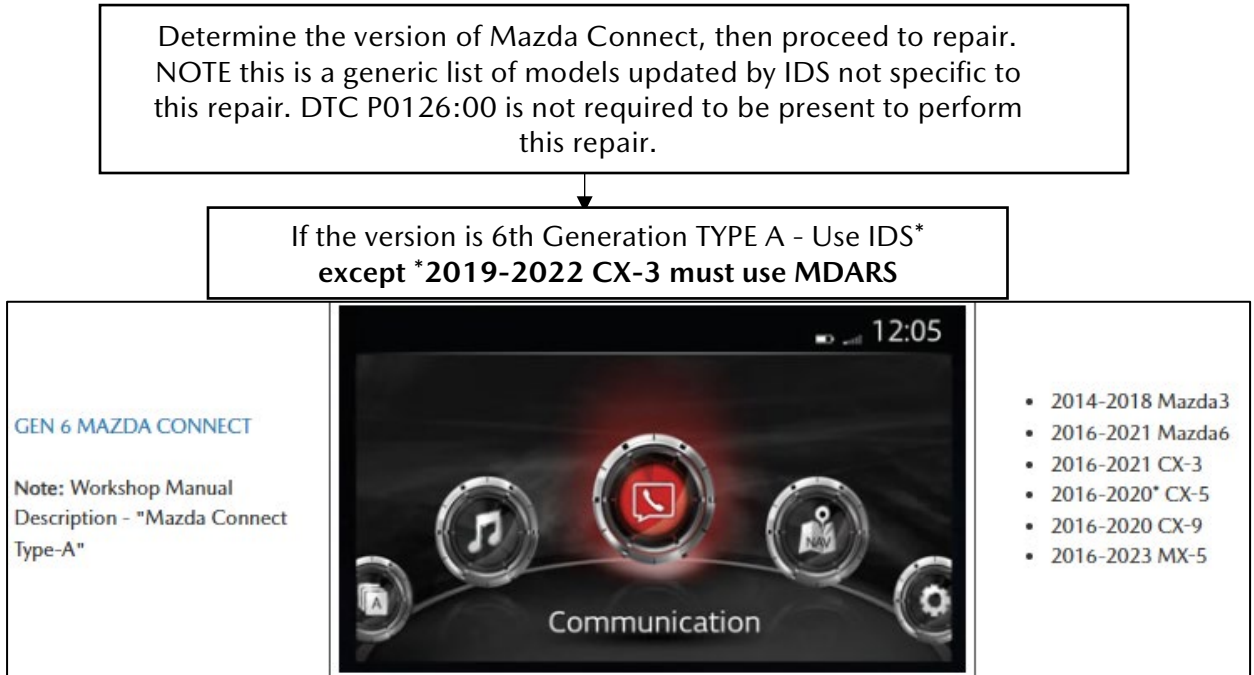 Determine the version of Mazda Connect, then proceed to repair.
NOTE this is a generic list of models updated by IDS not specific to
this repair. DTC P0126:00 is not required to be present to perform
this repair.
If the version is 6th Generation TYPE A - Use IDS*
except *2019-2022 CX-3 must use MDARS
GEN 6 MAZDA CONNECT
Note: Workshop Manual
Description - "Mazda Connect
Type-A"
12:05
A
NAV
Communication
• 2014-2018 Mazda3
• 2016-2021 Mazda6
• 2016-2021 CX-3
• 2016-2020* CX-5
• 2016-2020 CX-9
• 2016-2023 MX-5